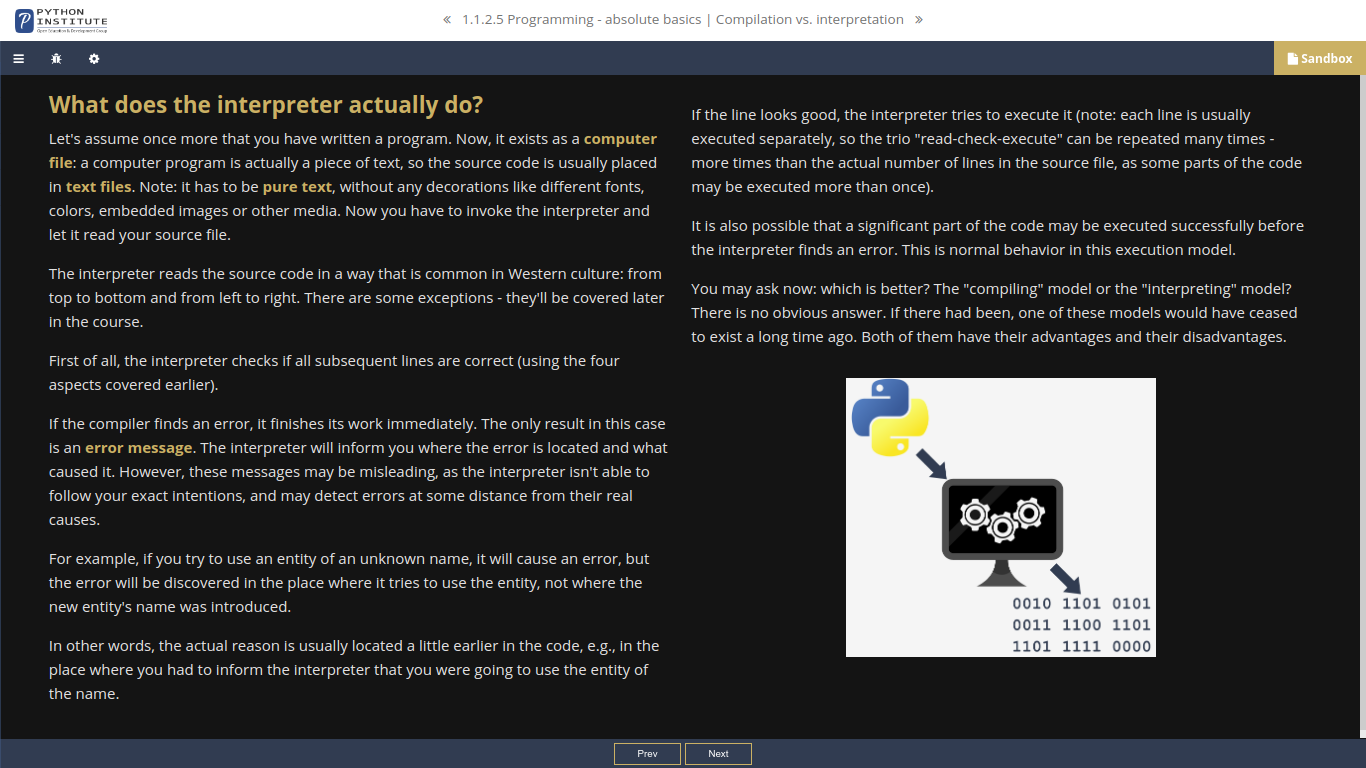 PYTHON
INSTITUTE
Open Education & Development Group
« 1.1.2.5 Programming - absolute basics | Compilation vs. interpretation »
Sandbox
What does the interpreter actually do?
Let's assume once more that you have written a program. Now, it exists as a computer
file: a computer program is actually a piece of text, so the source code is usually placed
in text files. Note: it has to be pure text, without any decorations like different fonts,
colors, embedded images or other media. Now you have to invoke the interpreter and
let it read your source file.
The interpreter reads the source code in a way that is common in Western culture: from
top to bottom and from left to right. There are some exceptions - they'll be covered later
in the course.
First of all, the interpreter checks if all subsequent lines are correct (using the four
aspects covered earlier).
If the compiler finds an error, it finishes its work immediately. The only result in this case
is an error message. The interpreter will inform you where the error is located and what
caused it. However, these messages may be misleading, as the interpreter isn't able to
follow your exact intentions, and may detect errors at some distance from their real
causes.
For example, if you try to use an entity of an unknown name, it will cause an error, but
the error will be discovered in the place where it tries to use the entity, not where the
new entity's name was introduced.
In other words, the actual reason is usually located a little earlier in the code, e.g., in the
place where you had to inform the interpreter that you were going to use the entity of
the name.
If the line looks good, the interpreter tries to execute it (note: each line is usually
executed separately, so the trio "read-check-execute" can be repeated many times -
more times than the actual number of lines in the source file, as some parts of the code
may be executed more than once).
It is also possible that a significant part of the code may be executed successfully before
the interpreter finds an error. This is normal behavior in this execution model.
You may ask now: which is better? The "compiling" model or the "interpreting" model?
There is no obvious answer. If there had been, one of these models would have ceased
to exist a long time ago. Both of them have their advantages and their disadvantages.
0010 1101 0101
0011 1100 1101
1101 1111 0000
Prev
Next